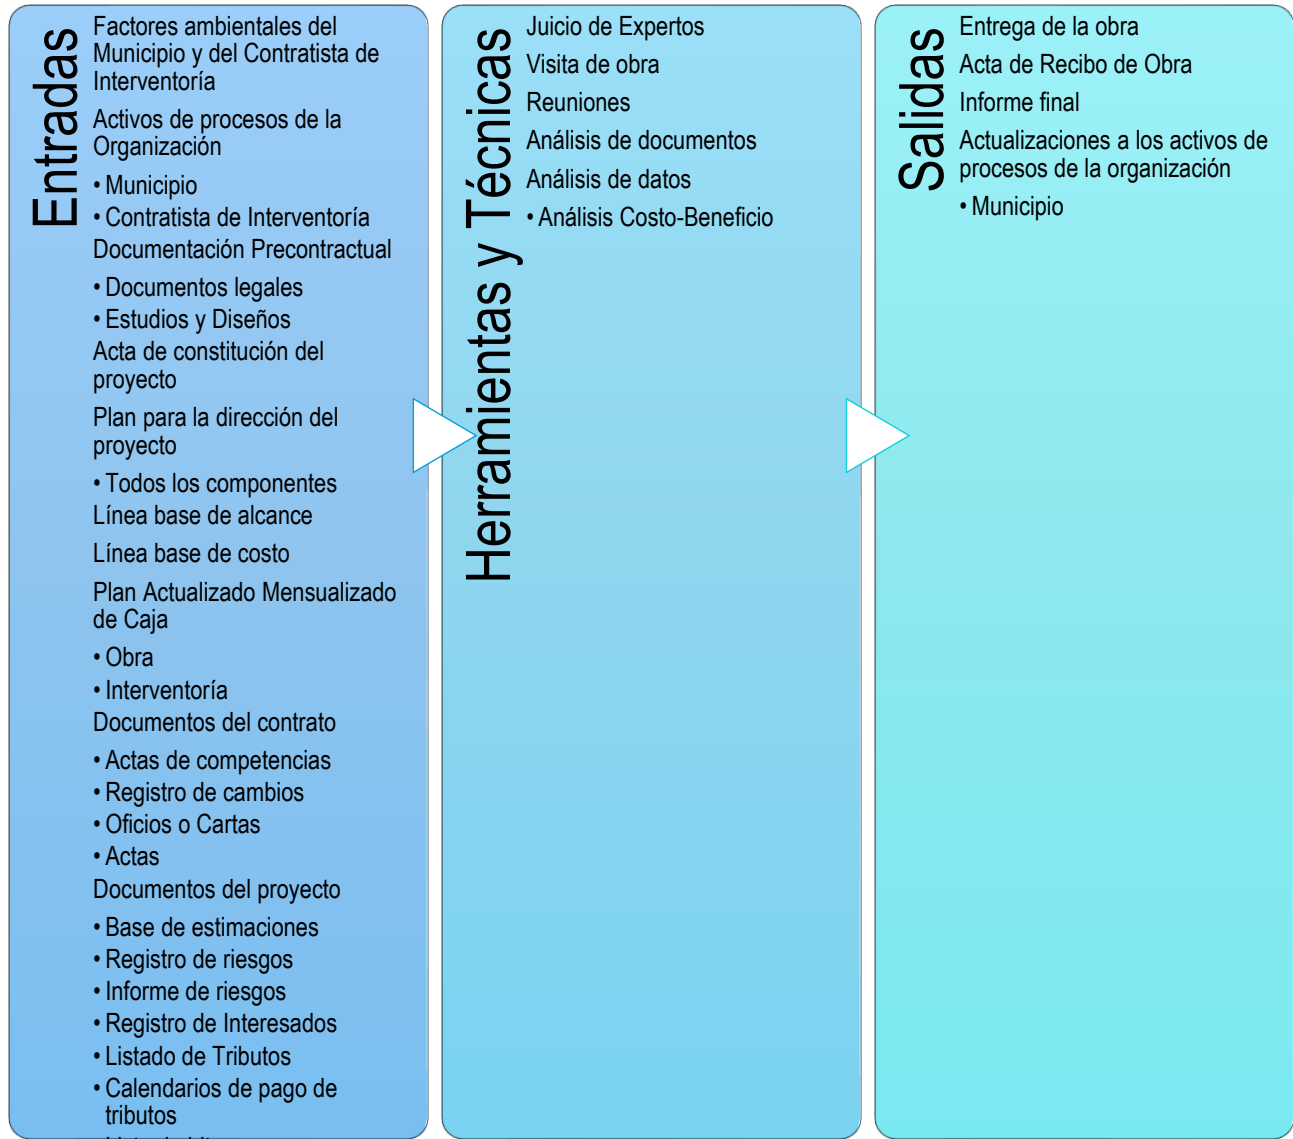 Entradas
Factores ambientales del
Municipio y del Contratista de
Interventoría
Activos de procesos de la
Organización
• Municipio
• Contratista de Interventoría
Documentación Precontractual
• Documentos legales
• Estudios y Diseños
Acta de constitución del
proyecto
Plan para la dirección del
proyecto
• Todos los componentes
Línea base de alcance
Línea base de costo
Plan Actualizado Mensualizado
de Caja
• Obra
• Interventoría
Documentos del contrato
• Actas de competencias
• Registro de cambios
• Oficios o Cartas
• Actas
Documentos del proyecto
• Base de estimaciones
• Registro de riesgos
• Informe de riesgos
• Registro de Interesados
• Listado de Tributos
• Calendarios de pago de
tributos
Herramientas y Técnicas
Juicio de Expertos
Visita de obra
Reuniones
Análisis de documentos
Análisis de datos
• Análisis Costo-Beneficio
Salidas
Entrega de la obra
Acta de Recibo de Obra
Informe final
Actualizaciones a los activos de
procesos de la organización
• Municipio